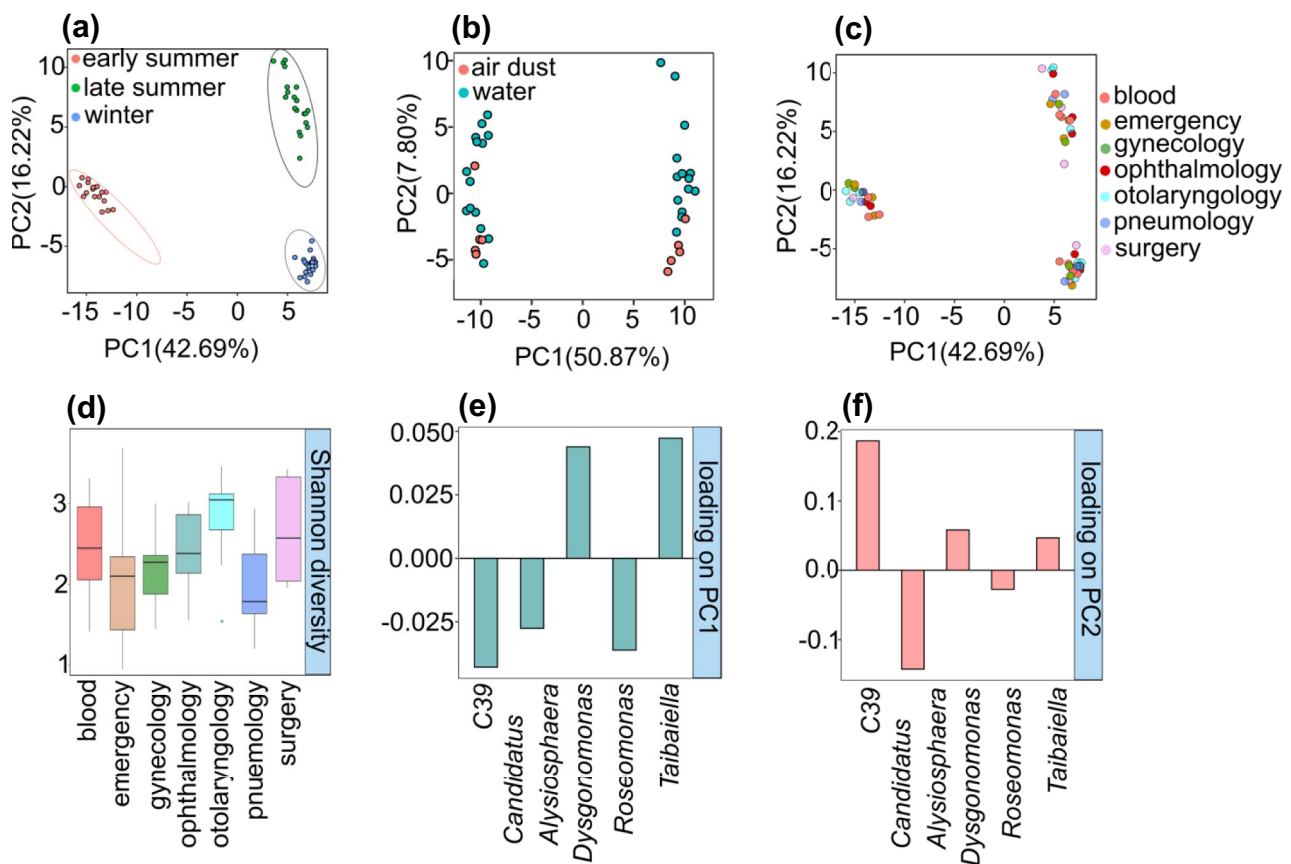 (a)
early summer
late summer
winter
PC2(16.22%)
10
5
0
-5
-15
-10
-5
0
5
PC1(42.69%)
(b)
air dust
water
PC2(7.80%)
10
5
0
-5
-10
-5
0
5
10
PC1(50.87%)
(c)
PC2(16.22%)
10
5
0
-5
-15
-10
-5
0
5
PC1(42.69%)
blood
emergency
gynecology
ophthalmology
otolaryngology
pneumology
surgery
(d)
3
2
1
Shannon diversity
blood
emergency
gynecology
ophthalmology
otolaryngology
pnuemology
surgery
(e)
0.050
0.025
0.000
-0.025
loading on PC1
C39
Candidatus
Alysiosphaera
Dysgonomonas
Roseomonas
Taibaiella
(f)
0.2
0.1
0.0
-0.1
loading on PC2
C39
Candidatus
Alysiosphaera
Dysgonomonas
Roseomonas
Taibaiella